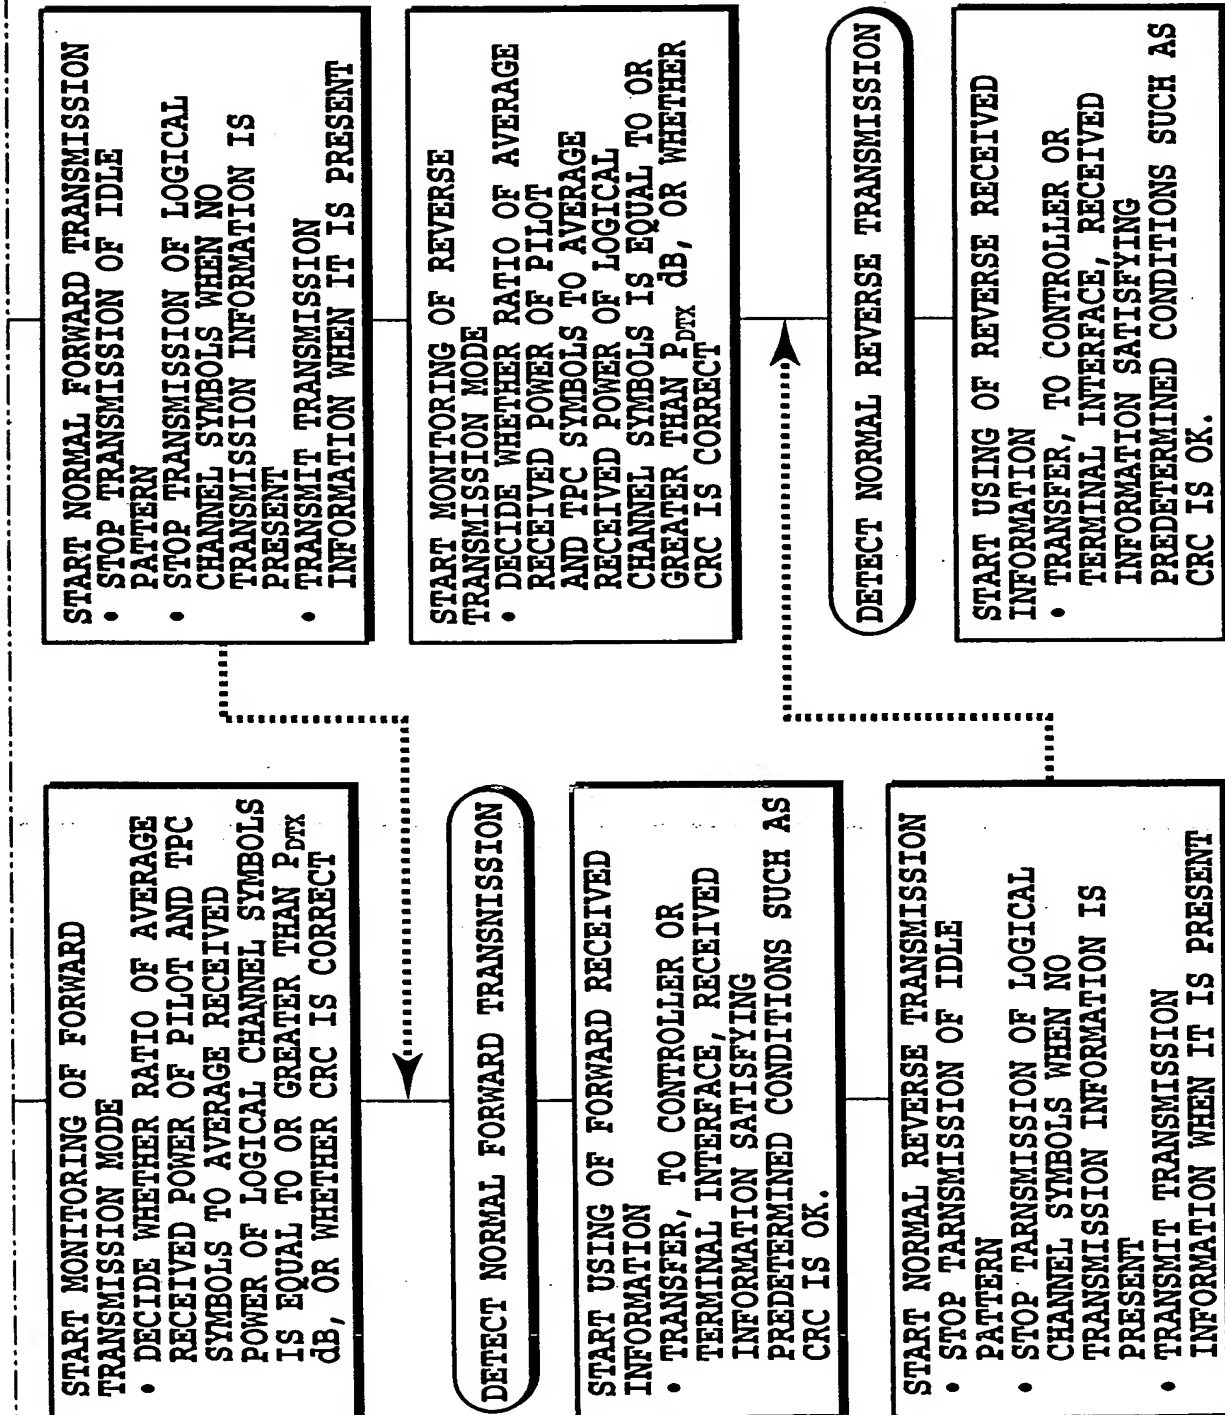 START MONITORING OF FORWARD
TRANSMISSION MODE
• DECIDE WHETHER RATIO OF AVERAGE
RECEIVED POWER OF PILOT AND TPC
SYMBOLS TO AVERAGE RECEIVED
POWER OF LOGICAL CHANNEL SYMBOLS
IS EQUAL TO OR GREATER THAN PDTX
dB, OR WHETHER CRC IS CORRECT
DETECT NORMAL FORWARD TRANSNISSION
START USING OF FORWARD RECEIVED
INFORMATION
• TRANSFER, TO CONTROLLER OR
TERMINAL INTERFACE, RECEIVED
INFORMATION SATISFYING
PREDETERMINED CONDITIONS SUCH AS
CRC IS OK.
START NORMAL REVERSE TRANSMISSION
• STOP TARNSMISSION OF IDLE
PATTERN
• STOP TARNSMISSION OF LOGICAL
CHANNEL SYMBOLS WHEN NO
TRANSMISSION INFORMATION IS
PRESENT
• TRANSMIT TRANSMISSION
INFORMATION WHEN IT IS PRESENT
START NORMAL FORWARD TRANSMISSION
• STOP TRANSMISSION OF IDLE
PATTERN
• STOP TRANSMISSION OF LOGICAL
CHANNEL SYMBOLS WHEN NO
TRANSMISSION INFORMATION IS
PRESENT
• TRANSMIT TRANSMISSION
INFORMATION WHEN IT IS PRESENT
START MONITORING OF REVERSE
TRANSMISSION MODE
• DECIDE WHETHER RATIO OF AVERAGE
RECEIVED POWER OF PILOT
AND TPC SYMBOLS TO AVERAGE
RECEIVED POWER OF LOGICAL
CHANNEL SYMBOLS IS EQUAL TO OR
GREATER THAN PDTX dB, OR WHETHER
CRC IS CORRECT
DETECT NORMAL REVERSE TRANSMISSION
START USING OF REVERSE RECEIVED
INFORMATION
• TRANSFER, TO CONTROLLER OR
TERMINAL INTERFACE, RECEIVED
INFORMATION SATISFYING
PREDETERMINED CONDITIONS SUCH AS
CRC IS OK.